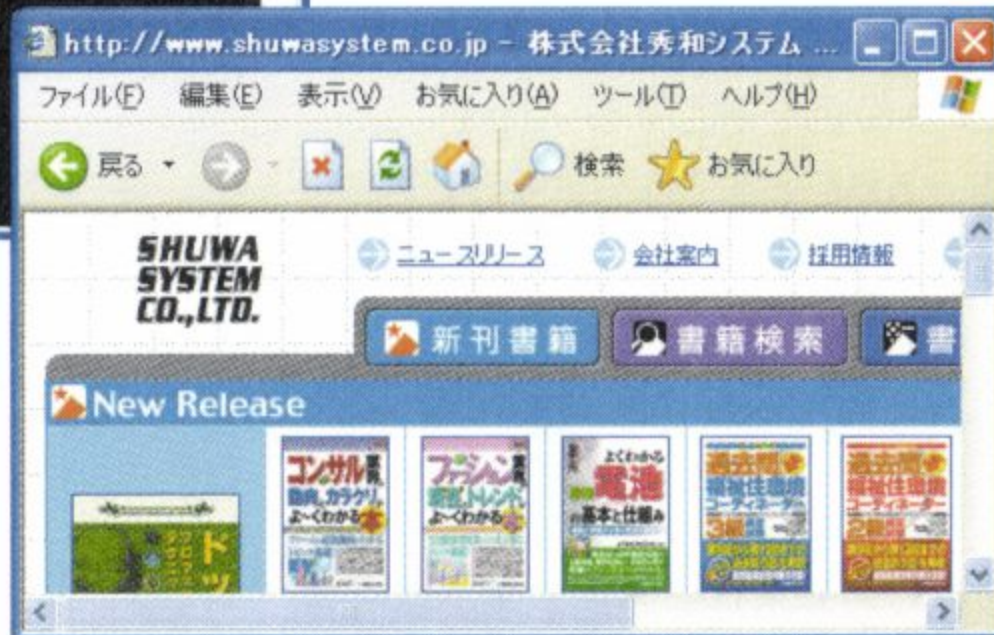 http://www.shuwasystem.co.jp - 株式会社秀和システム ...
ファイル(F) 編集(E) 表示(V) お気に入り(A) ツール(T) ヘルプ(H)
戻る 検索 お気に入り
SHUWA
SYSTEM
CO.,LTD.
ニュースリリース 会社案内 採用情報
新刊書籍 書籍検索 書
New Release
コンサル業界の
動向とカラクリが
よ~くわかる本
ファッション業界の
よ~くわかる本
よくわかる
電池
の基本と仕組み
過去問
福祉住環境
コーディネーター
3級
過去問
福祉住環境
コーディネーター
2級
ドッ